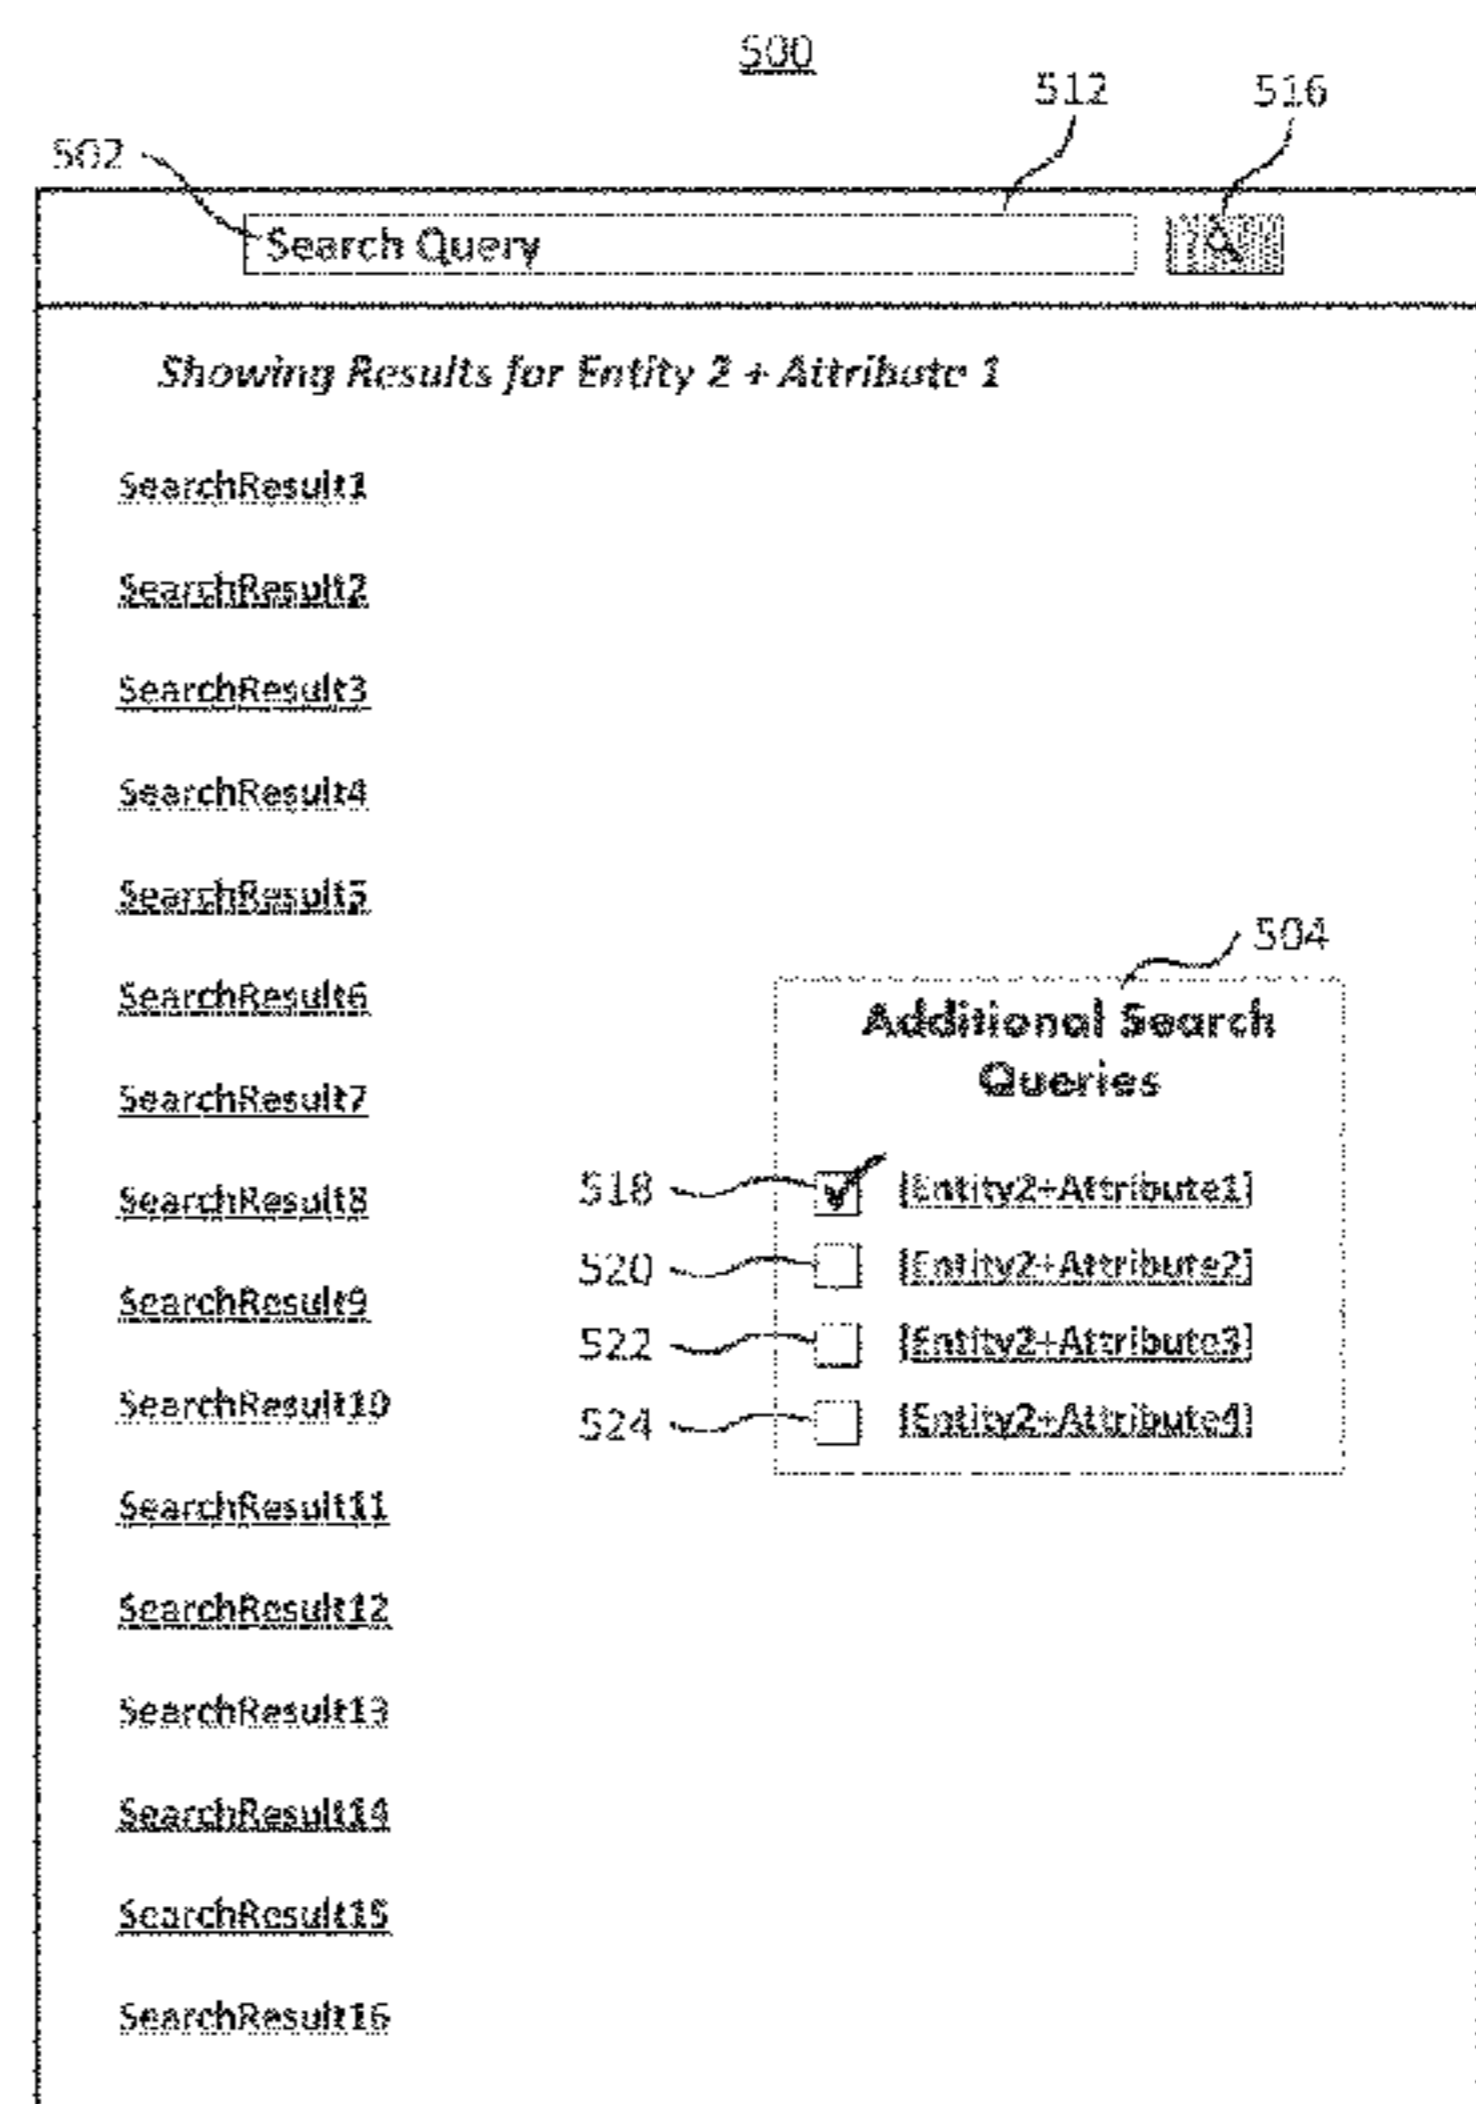 500
512 516
502
Search Query
Showing Results for Entity 2 + Attribute 1
SearchResult1
SearchResult2
SearchResult3
SearchResult4
SearchResult5
SearchResult6
SearchResult7
SearchResult8
SearchResult9
SearchResult10
SearchResult11
SearchResult12
SearchResult13
SearchResult14
SearchResult15
SearchResult16
504
Additional Search
Queries
518 [Entity2+Attribute1]
520 [Entity2+Attribute2]
522 [Entity2+Attribute3]
524 [Entity2+Attribute4]